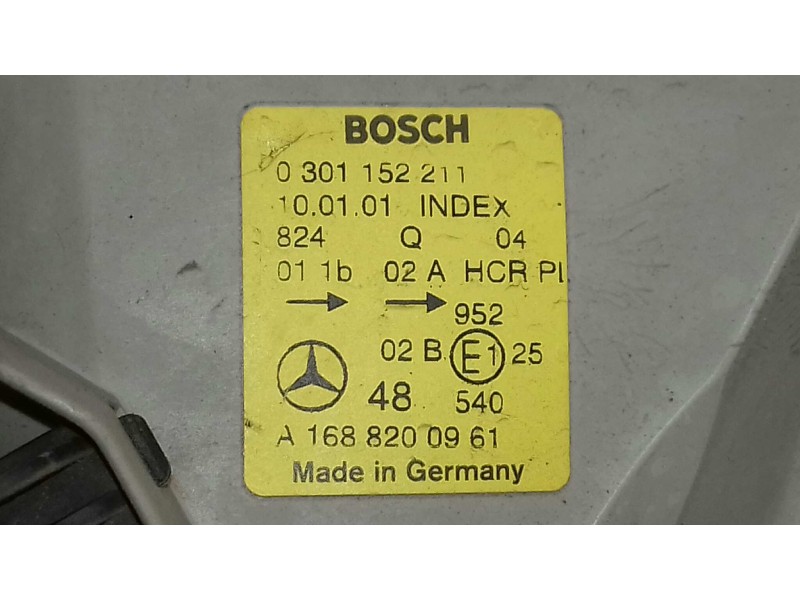 BOSCH
0 301 152 211
10.01.01 INDEX
824 Q 04
01 1b 02 A HCR PL
952
02 B E1 25
48 540
A 168 820 09 61
Made in Germany